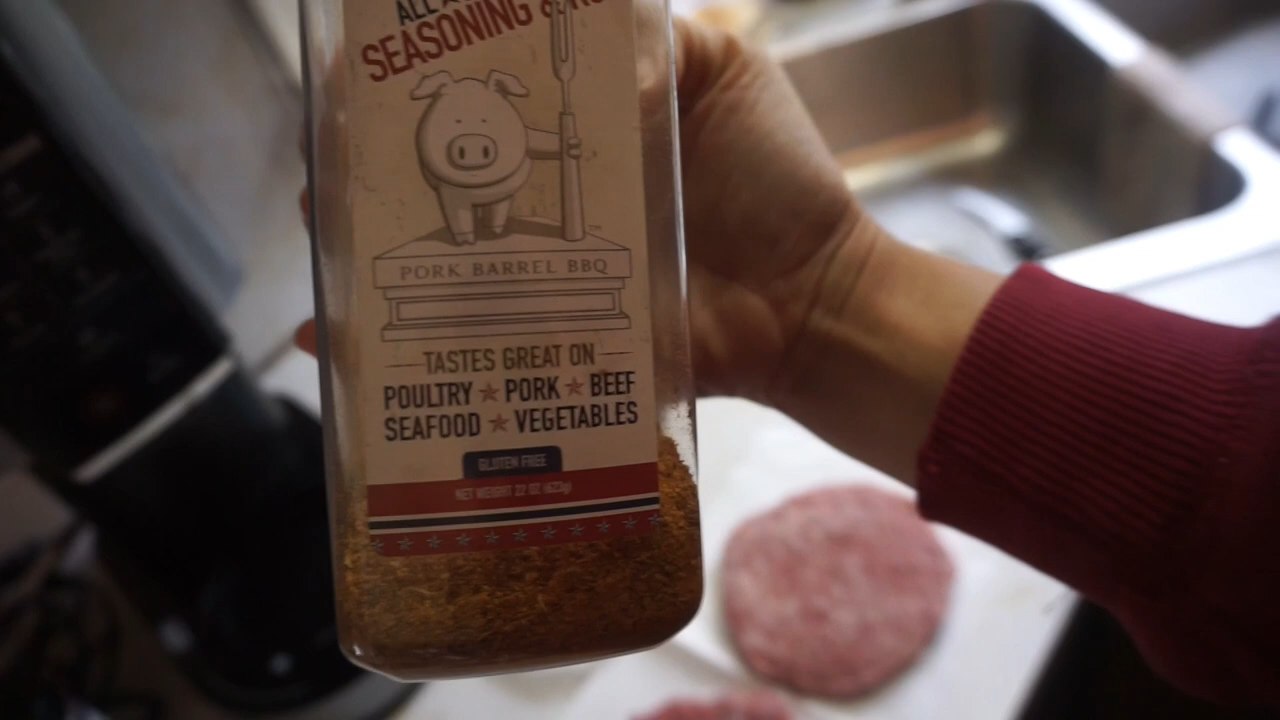 ALL
SEASONING &
PORK BARREL BBQ
TASTES GREAT ON
POULTRY ★ PORK ★ BEEF
SEAFOOD ★ VEGETABLES
GLUTEN FREE
NET WEIGHT 22 OZ (623g)